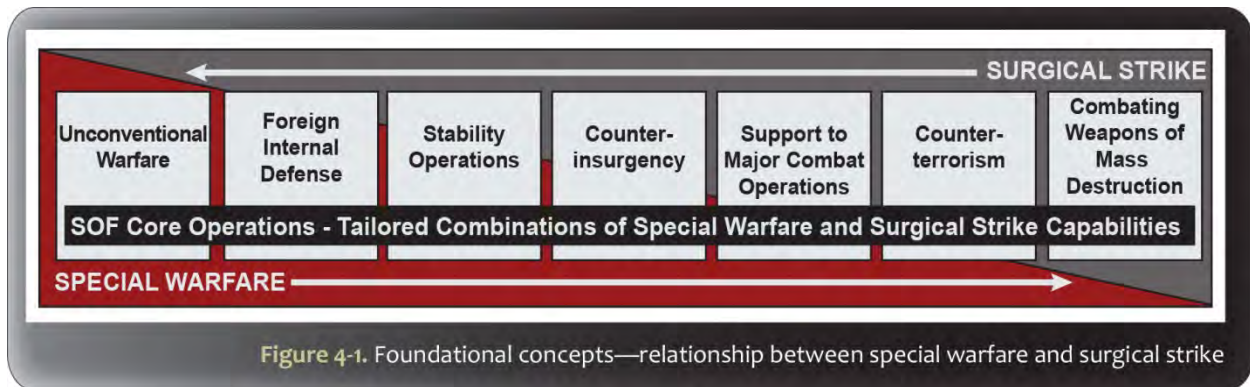 SURGICAL STRIKE
Unconventional
Warfare
Foreign
Internal
Defense
Stability
Operations
Counter-
insurgency
Support to
Major Combat
Operations
Counter-
terrorism
Combating
Weapons of
Mass
Destruction
SOF Core Operations - Tailored Combinations of Special Warfare and Surgical Strike Capabilities
SPECIAL WARFARE
Figure 4-1. Foundational concepts—relationship between special warfare and surgical strike